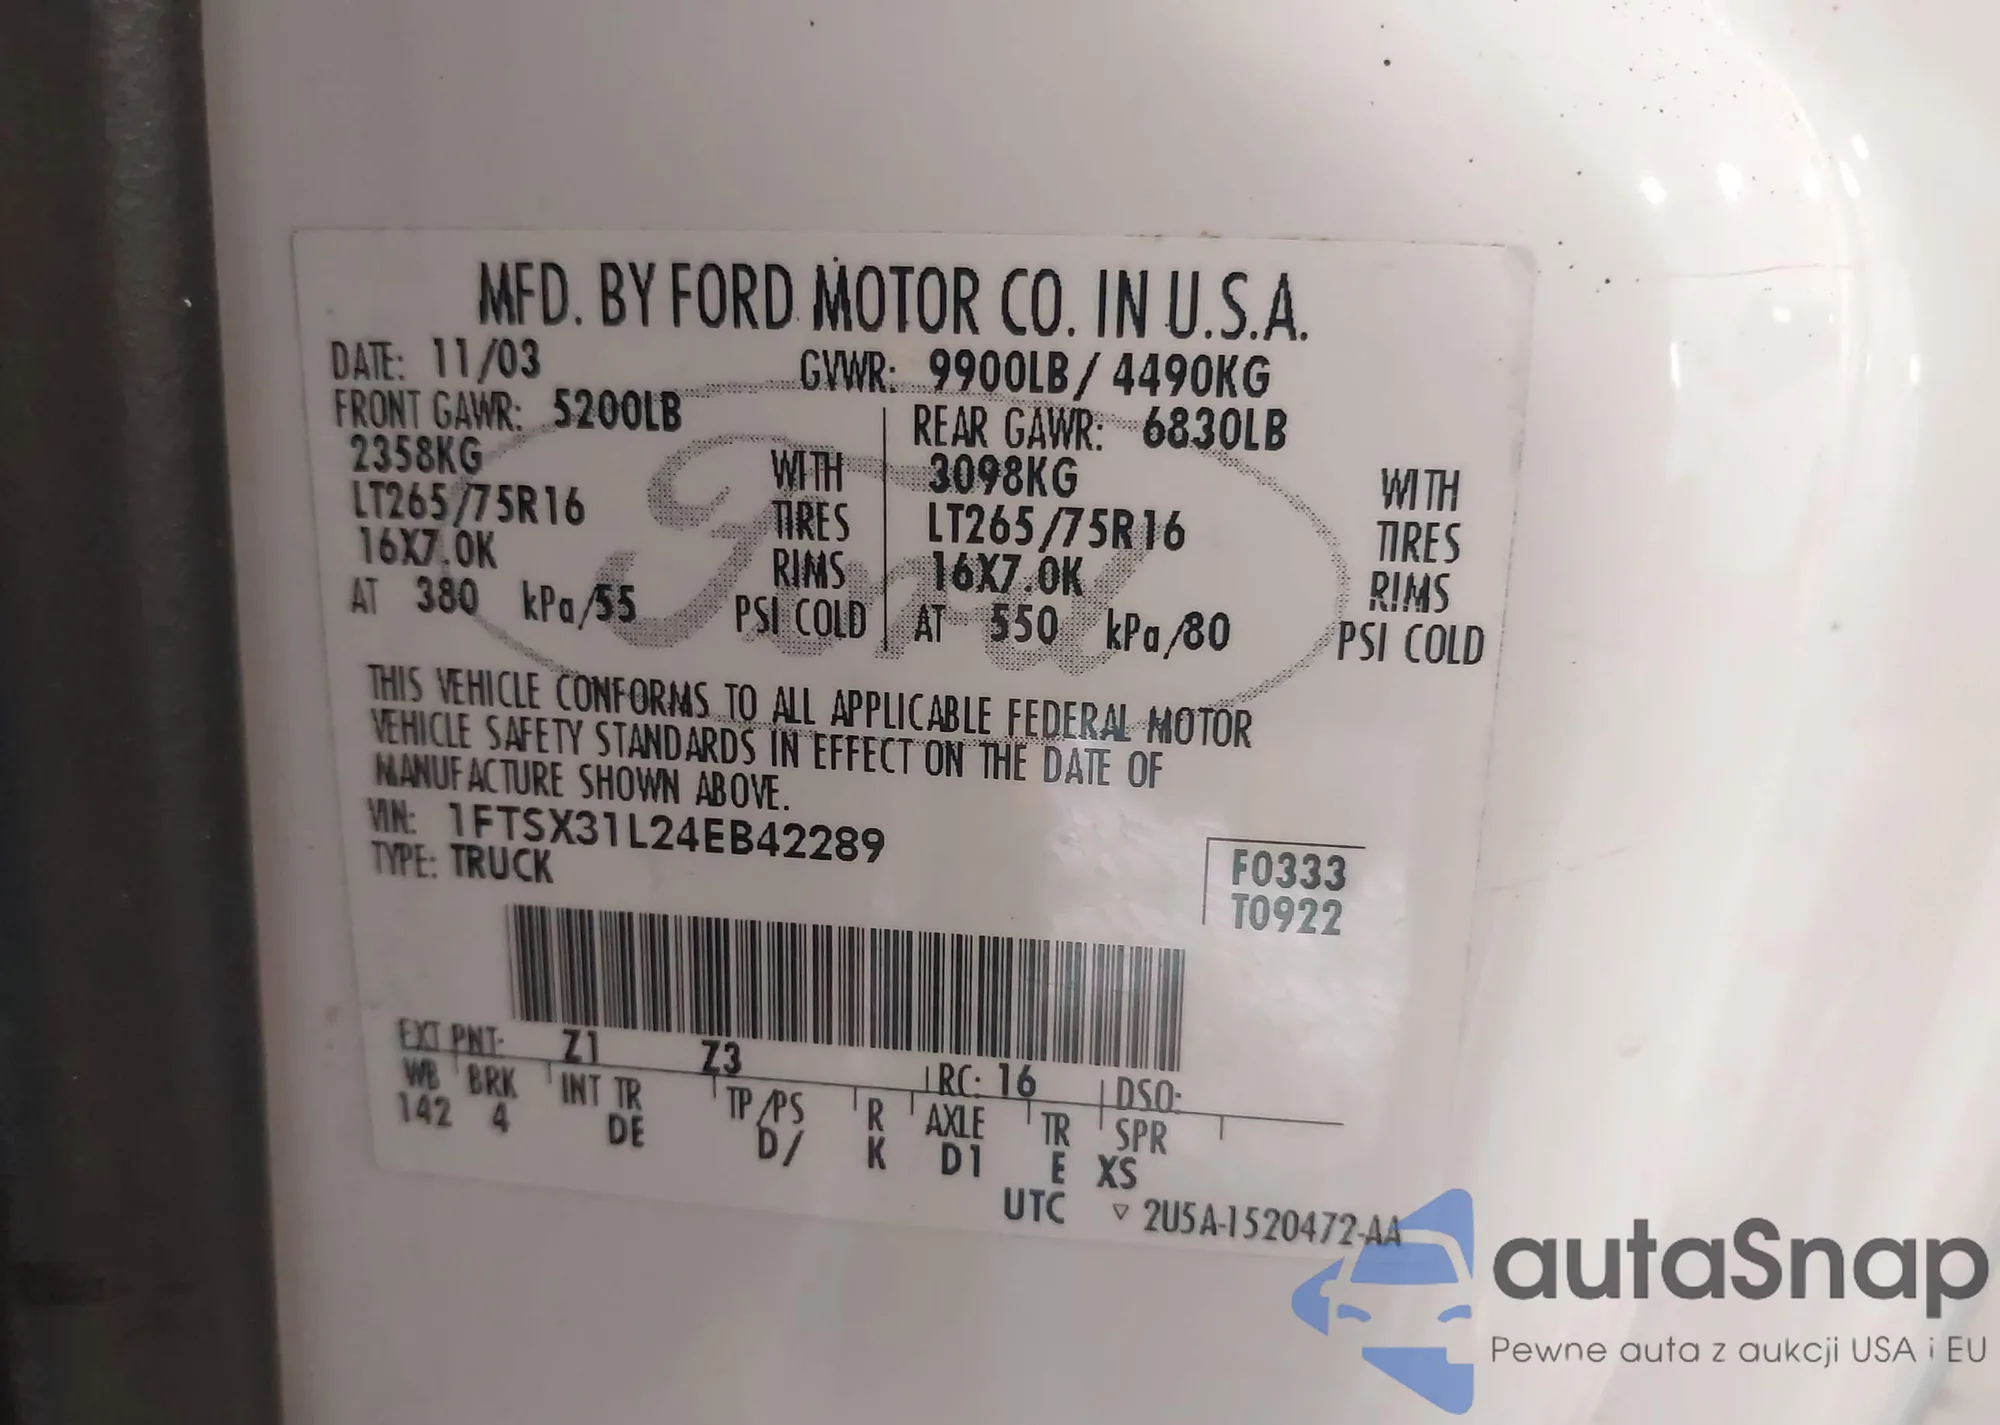 MFD. BY FORD MOTOR CO. IN U.S.A.
DATE: 11/03 GVWR: 9900LB / 4490KG
FRONT GAWR: 5200LB REAR GAWR: 6830LB
2358KG WITH 3098KG WITH
LT265/75R16 TIRES LT265/75R16 TIRES
16X7.0K RIMS 16X7.0K RIMS
AT 380 kPa/55 PSI COLD AT 550 kPa/80 PSI COLD
Ford
THIS VEHICLE CONFORMS TO ALL APPLICABLE FEDERAL MOTOR
VEHICLE SAFETY STANDARDS IN EFFECT ON THE DATE OF
MANUFACTURE SHOWN ABOVE.
VIN: 1FTSX31L24EB42289
TYPE: TRUCK
F0333
T0922
EXT PNT: Z1 Z3 RC: 16 DSO:
WB BRK INT TR TP/PS R AXLE TR SPR
142 4 DE D/ K D1 E XS
UTC ▽ 2U5A-1520472-AA
autaSnap
Pewne auta z aukcji USA i EU